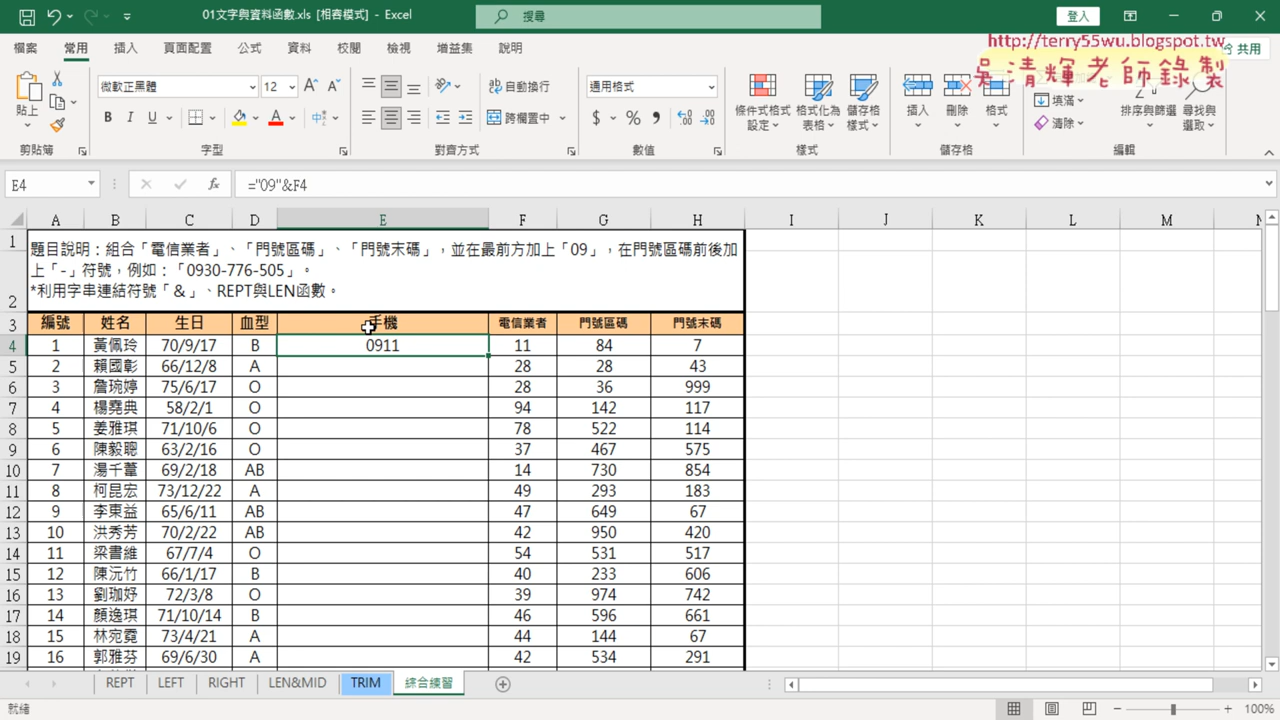 01文字與資料函數.xls [相容模式] - Excel
搜尋
登入
http://terry55wu.blogspot.tw
吳清輝老師錄製
檔案 常用 插入 頁面配置 公式 資料 校閱 檢視 增益集 說明 共用
貼上 微軟正黑體 12 自動換行 跨欄置中 通用格式 條件式格式設定 格式化為表格 儲存格樣式 插入 刪除 格式 填滿 清除 排序與篩選 尋找與選取
剪貼簿 字型 對齊方式 數值 樣式 儲存格 編輯
E4 ="09"&F4
A B C D E F G H I J K L M N
1 題目說明：組合「電信業者」、「門號區碼」、「門號末碼」，並在最前方加上「09」，在門號區碼前後加
上「-」符號，例如：「0930-776-505」。
2 *利用字串連結符號「&」、REPT與LEN函數。
3 編號 姓名 生日 血型 手機 電信業者 門號區碼 門號末碼
4 1 黃佩玲 70/9/17 B 0911 11 84 7
5 2 賴國彰 66/12/8 A 28 28 43
6 3 詹琬婷 75/6/17 O 28 36 999
7 4 楊堯典 58/2/1 O 94 142 117
8 5 姜雅琪 71/10/6 O 78 522 114
9 6 陳毅聰 63/2/16 O 37 467 575
10 7 湯千蕙 69/2/18 AB 14 730 854
11 8 柯昆宏 73/12/22 A 49 293 183
12 9 李東益 65/6/11 AB 47 649 67
13 10 洪秀芳 70/2/22 AB 42 950 420
14 11 梁書維 67/7/4 O 54 531 517
15 12 陳沅竹 66/1/17 B 40 233 606
16 13 劉珈妤 72/3/8 O 39 974 742
17 14 顏逸琪 71/10/14 B 46 596 661
18 15 林宛霓 73/4/21 A 44 144 67
19 16 郭雅芬 69/6/30 A 42 534 291
REPT LEFT RIGHT LEN&MID TRIM 綜合練習
就緒 100%